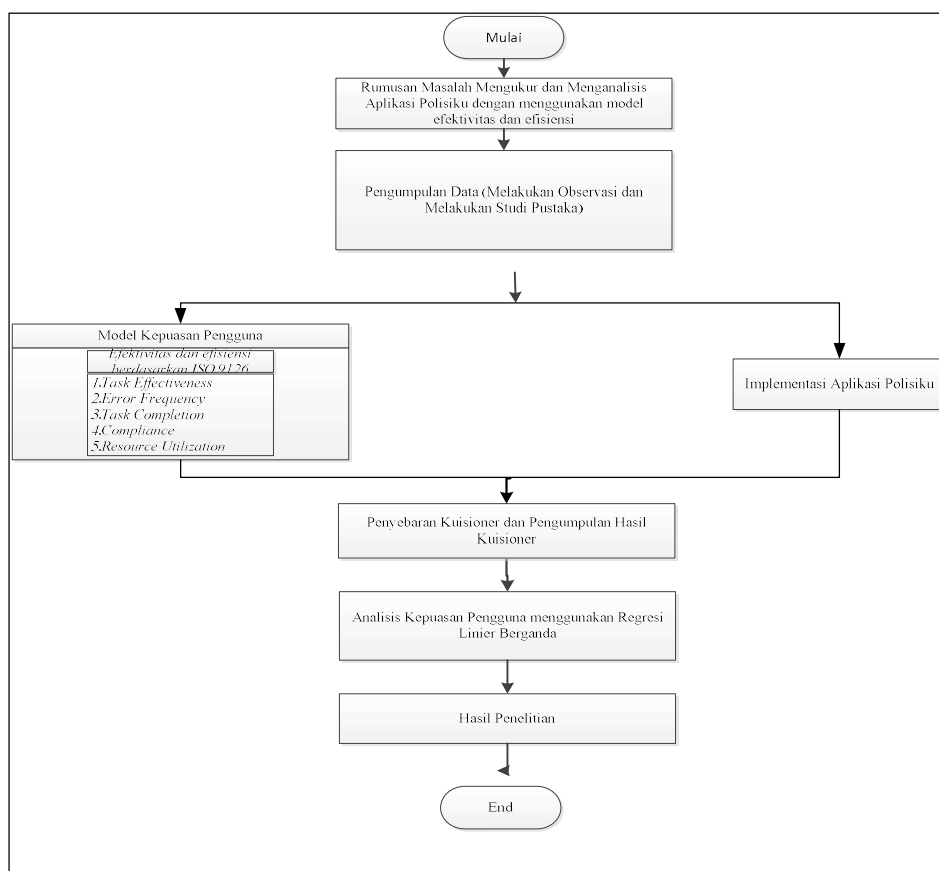 Mulai
Rumusan Masalah Mengukur dan Menganalisis
Aplikasi Polisiku dengan menggunakan model
efektivitas dan efisiensi
Pengumpulan Data (Melakukan Observasi dan
Melakukan Studi Pustaka)
Model Kepuasan Pengguna
Efektivitas dan efisiensi
berdasarkan ISO 9126
1.Task Effectiveness
2.Error Frequency
3.Task Completion
4.Compliance
5.Resource Utilization
Implementasi Aplikasi Polisiku
Penyebaran Kuisioner dan Pengumpulan Hasil
Kuisioner
Analisis Kepuasan Pengguna menggunakan Regresi
Linier Berganda
Hasil Penelitian
End